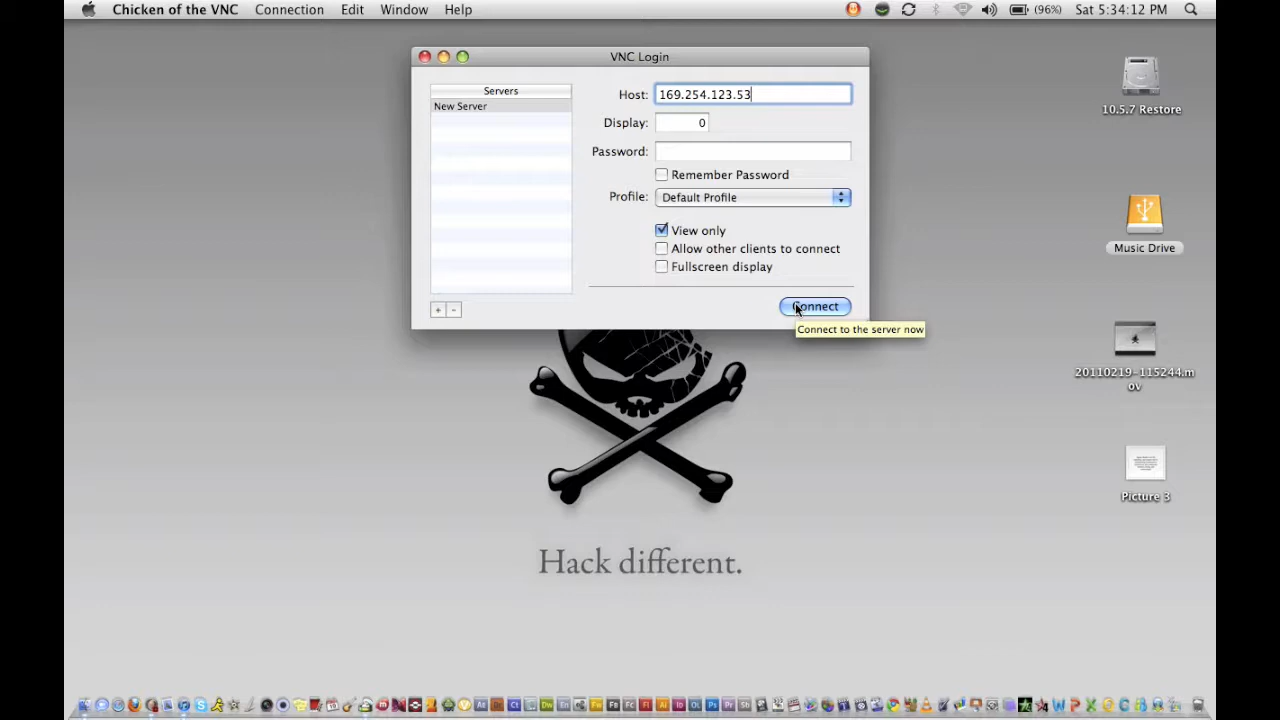 Chicken of the VNC Connection Edit Window Help (96%) Sat 5:34:12 PM
VNC Login
Servers
New Server
Host: 169.254.123.53
Display: 0
Password:
Remember Password
Profile: Default Profile
View only
Allow other clients to connect
Fullscreen display
+ -
Connect
Connect to the server now
10.5.7 Restore
Music Drive
20110219-115244.m
ov
Picture 3
Hack different.